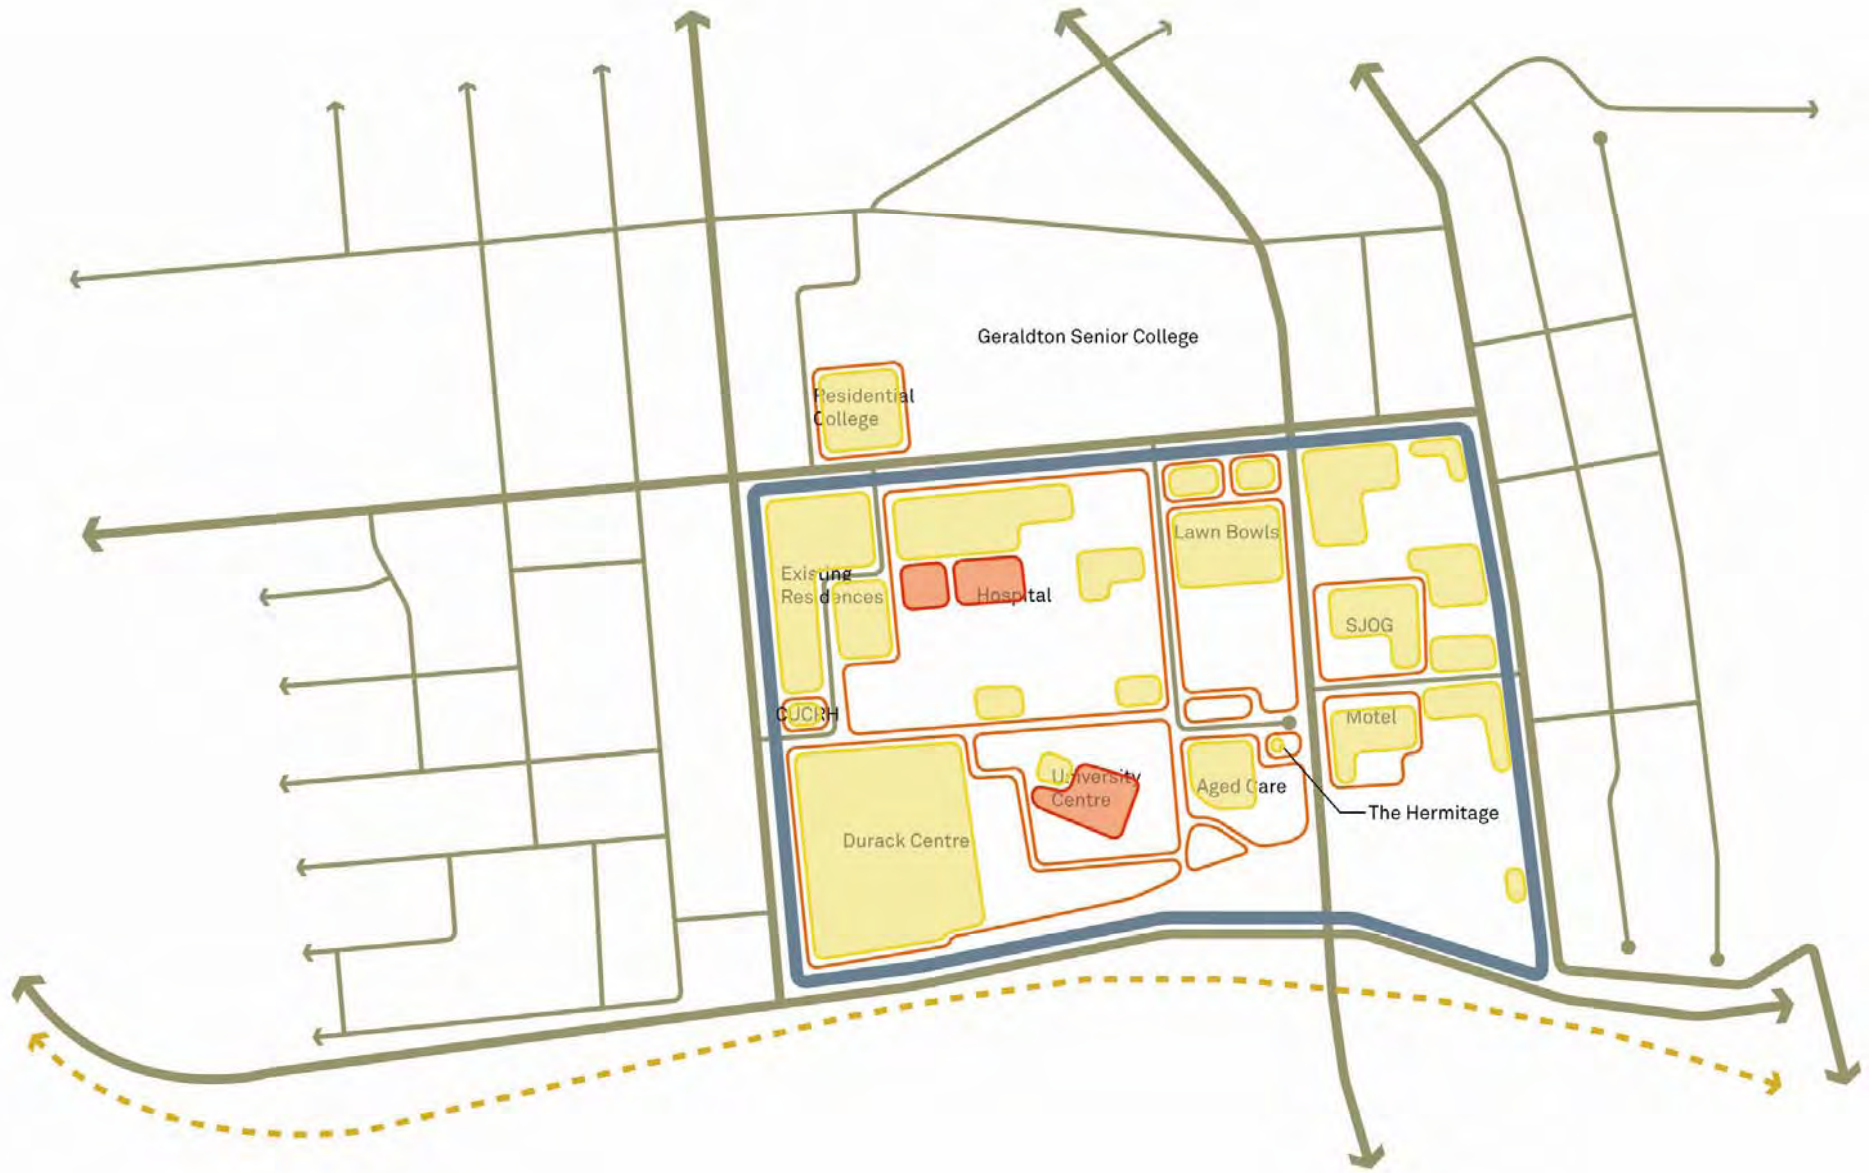 Geraldton Senior College
Residential
College
Lawn Bowls
Existing
Residences
Hospital
SJOG
CUCRH
Motel
University
Centre
Aged Care
The Hermitage
Durack Centre